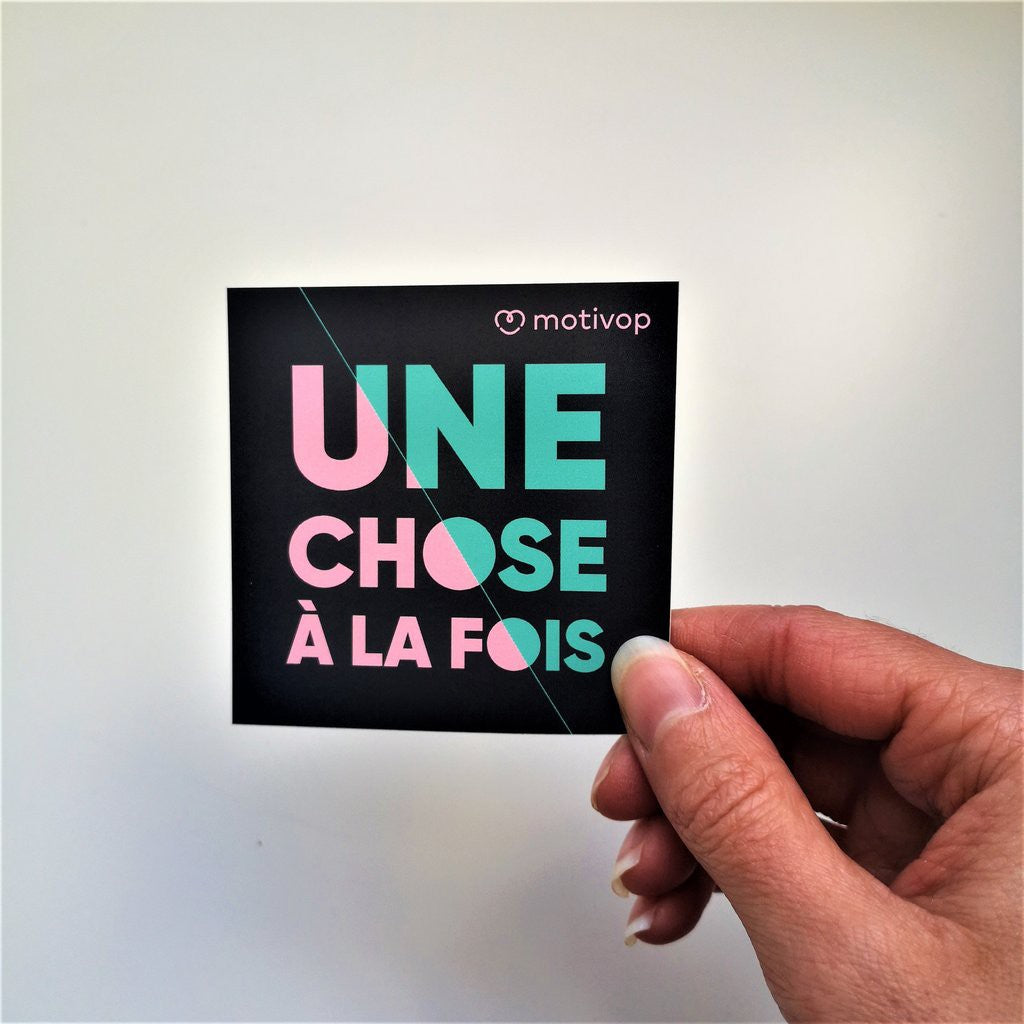 motivop
UNE
CHOSE
À LA FOIS